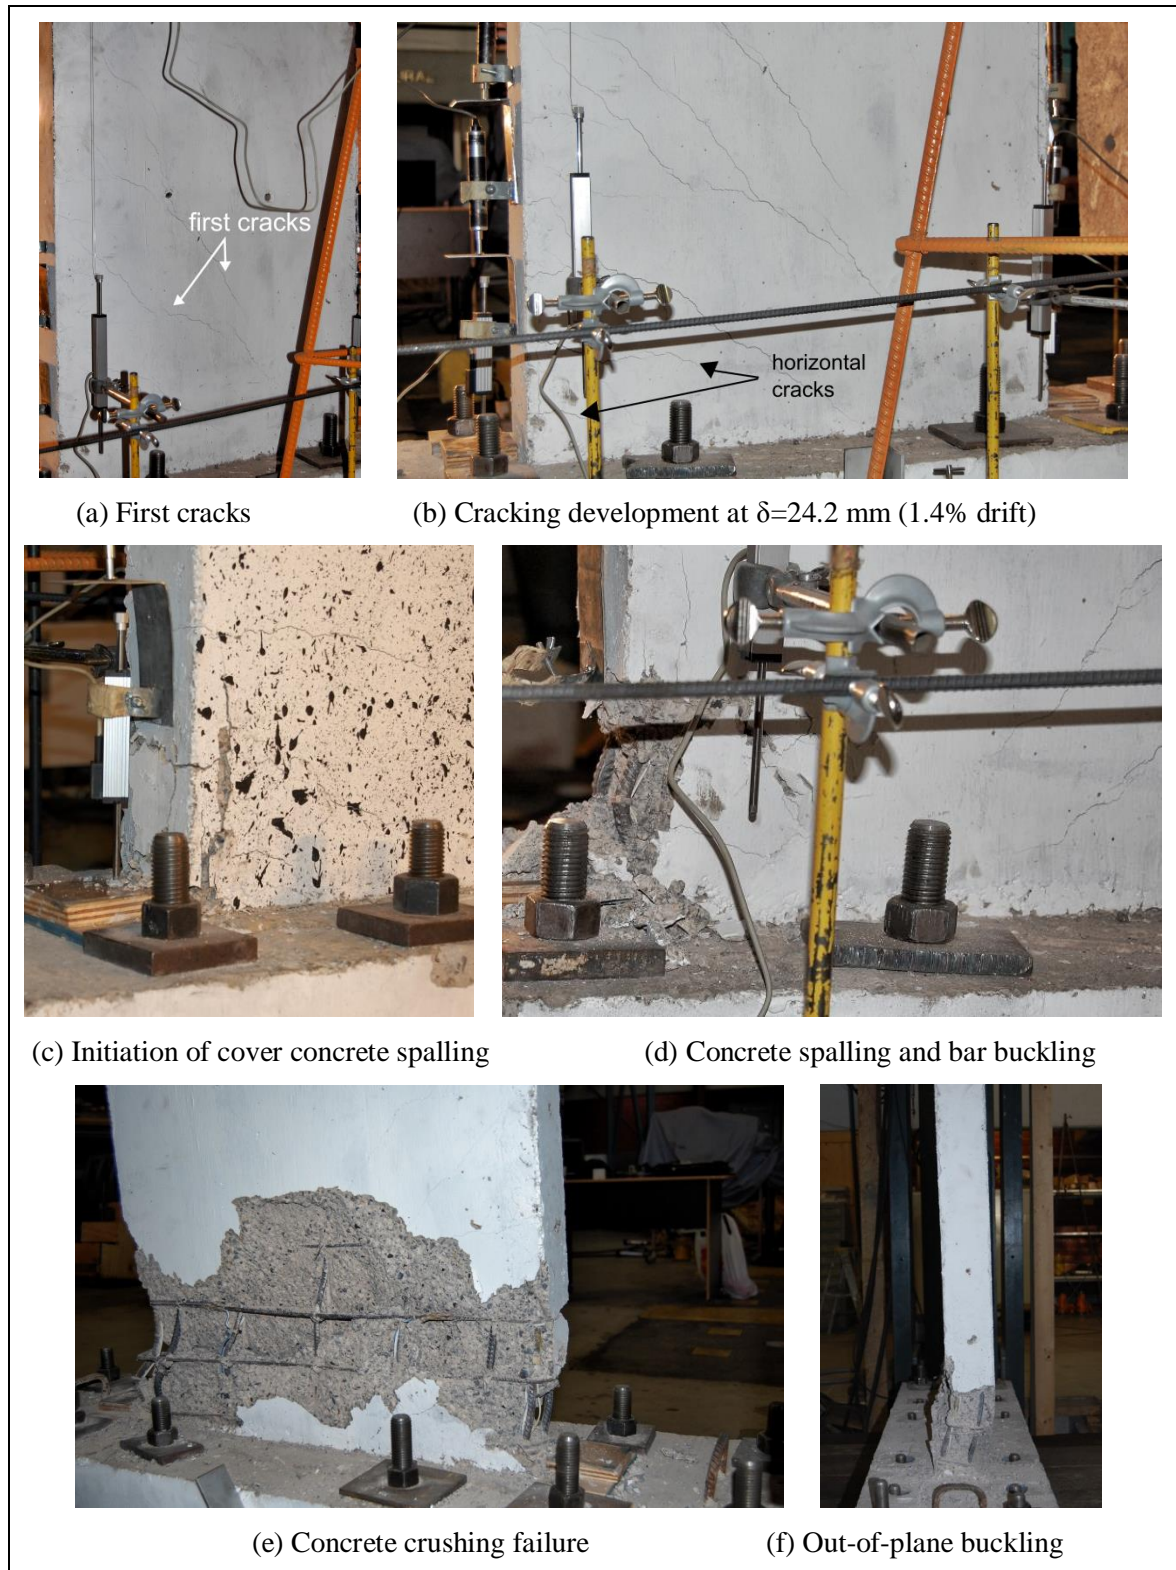 first cracks
horizontal
cracks
(a) First cracks
(b) Cracking development at δ=24.2 mm (1.4% drift)
(c) Initiation of cover concrete spalling
(d) Concrete spalling and bar buckling
(e) Concrete crushing failure
(f) Out-of-plane buckling